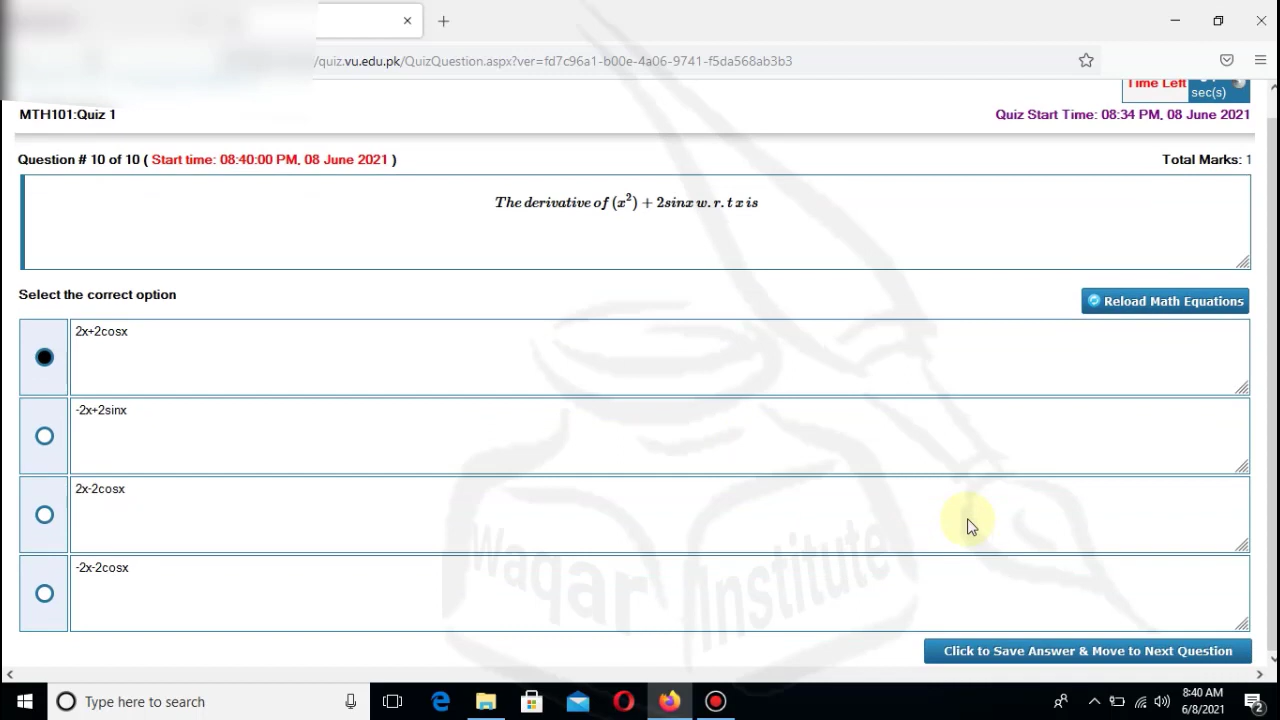 /quiz.vu.edu.pk/QuizQuestion.aspx?ver=fd7c96a1-b00e-4a06-9741-f5da568ab3b3
Time Left
sec(s)
MTH101:Quiz 1
Quiz Start Time: 08:34 PM, 08 June 2021
Question # 10 of 10 ( Start time: 08:40:00 PM, 08 June 2021 )
Total Marks: 1
The derivative of (x²) + 2sinx w. r. t x is
Select the correct option
Reload Math Equations
2x+2cosx
-2x+2sinx
2x-2cosx
-2x-2cosx
Waqar Institute
Click to Save Answer & Move to Next Question
Type here to search
8:40 AM
6/8/2021
2